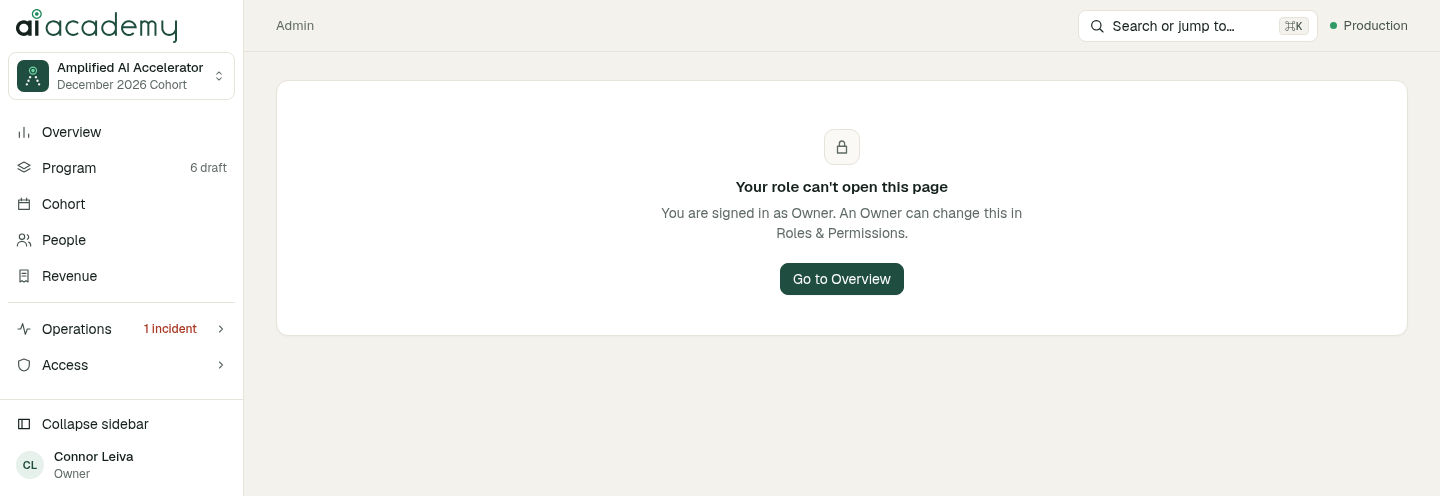 ai academy
Amplified AI Accelerator
December 2026 Cohort
Overview
Program 6 draft
Cohort
People
Revenue
Operations 1 incident
Access
Collapse sidebar
CL
Connor Leiva
Owner
Admin
Search or jump to... ⌘K
Production
Your role can't open this page
You are signed in as Owner. An Owner can change this in
Roles & Permissions.
Go to Overview